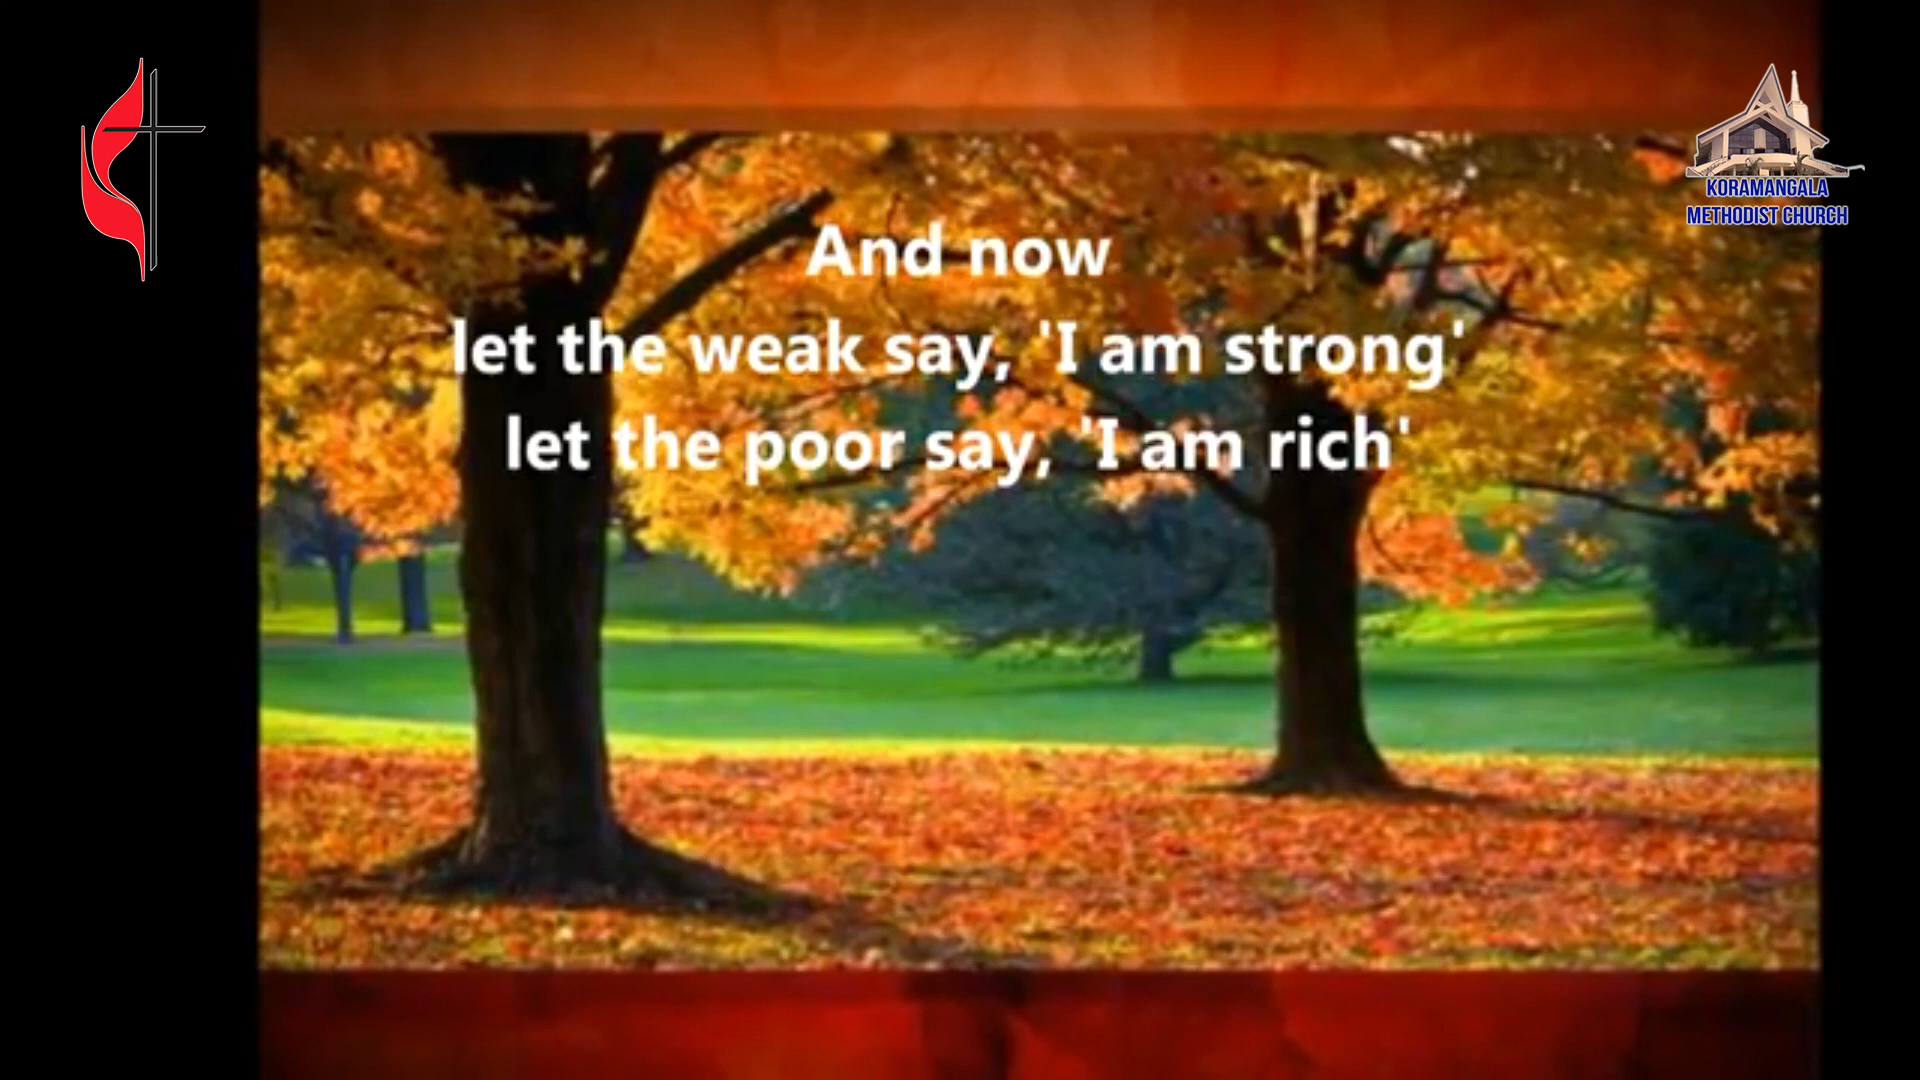 KORAMANGALA
METHODIST CHURCH
And now
let the weak say, 'I am strong'
let the poor say, 'I am rich'